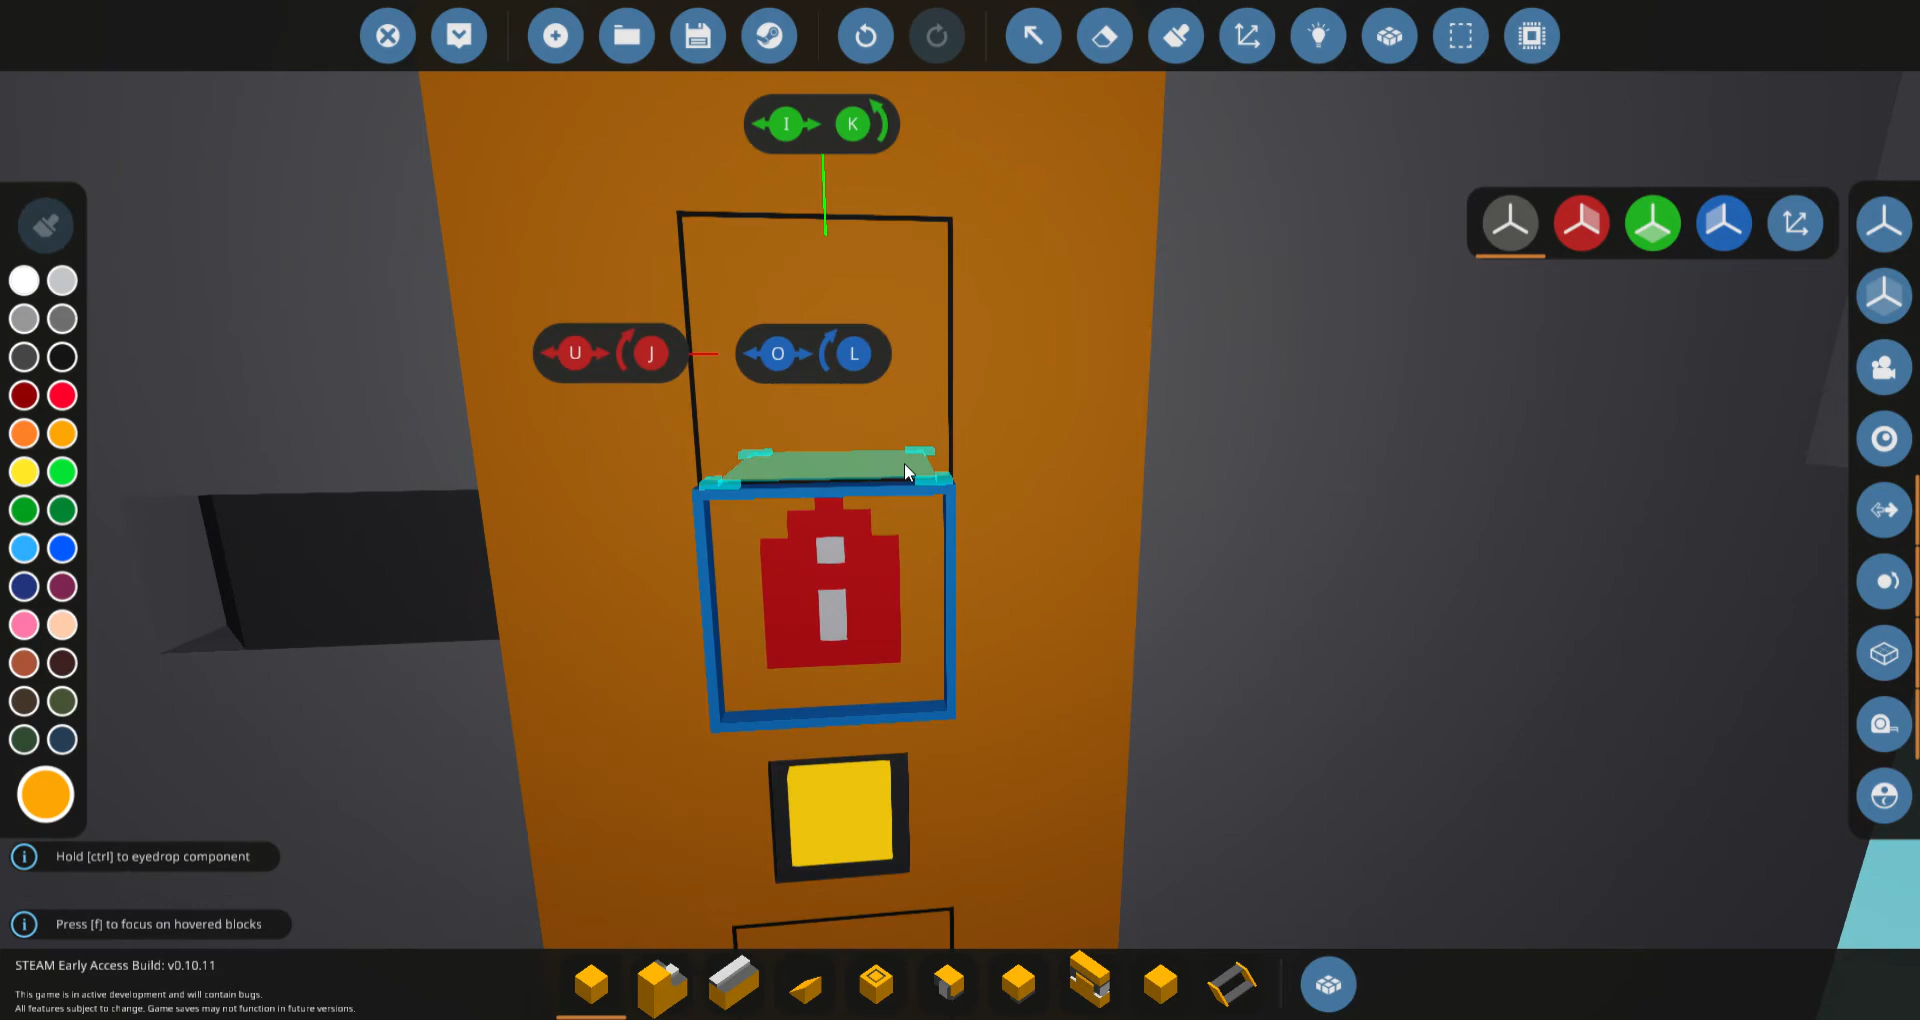 I K
U J O L
Hold [ctrl] to eyedrop component
Press [f] to focus on hovered blocks
STEAM Early Access Build: v0.10.11
This game is in active development and will contain bugs.
All features subject to change. Game saves may not function in future versions.